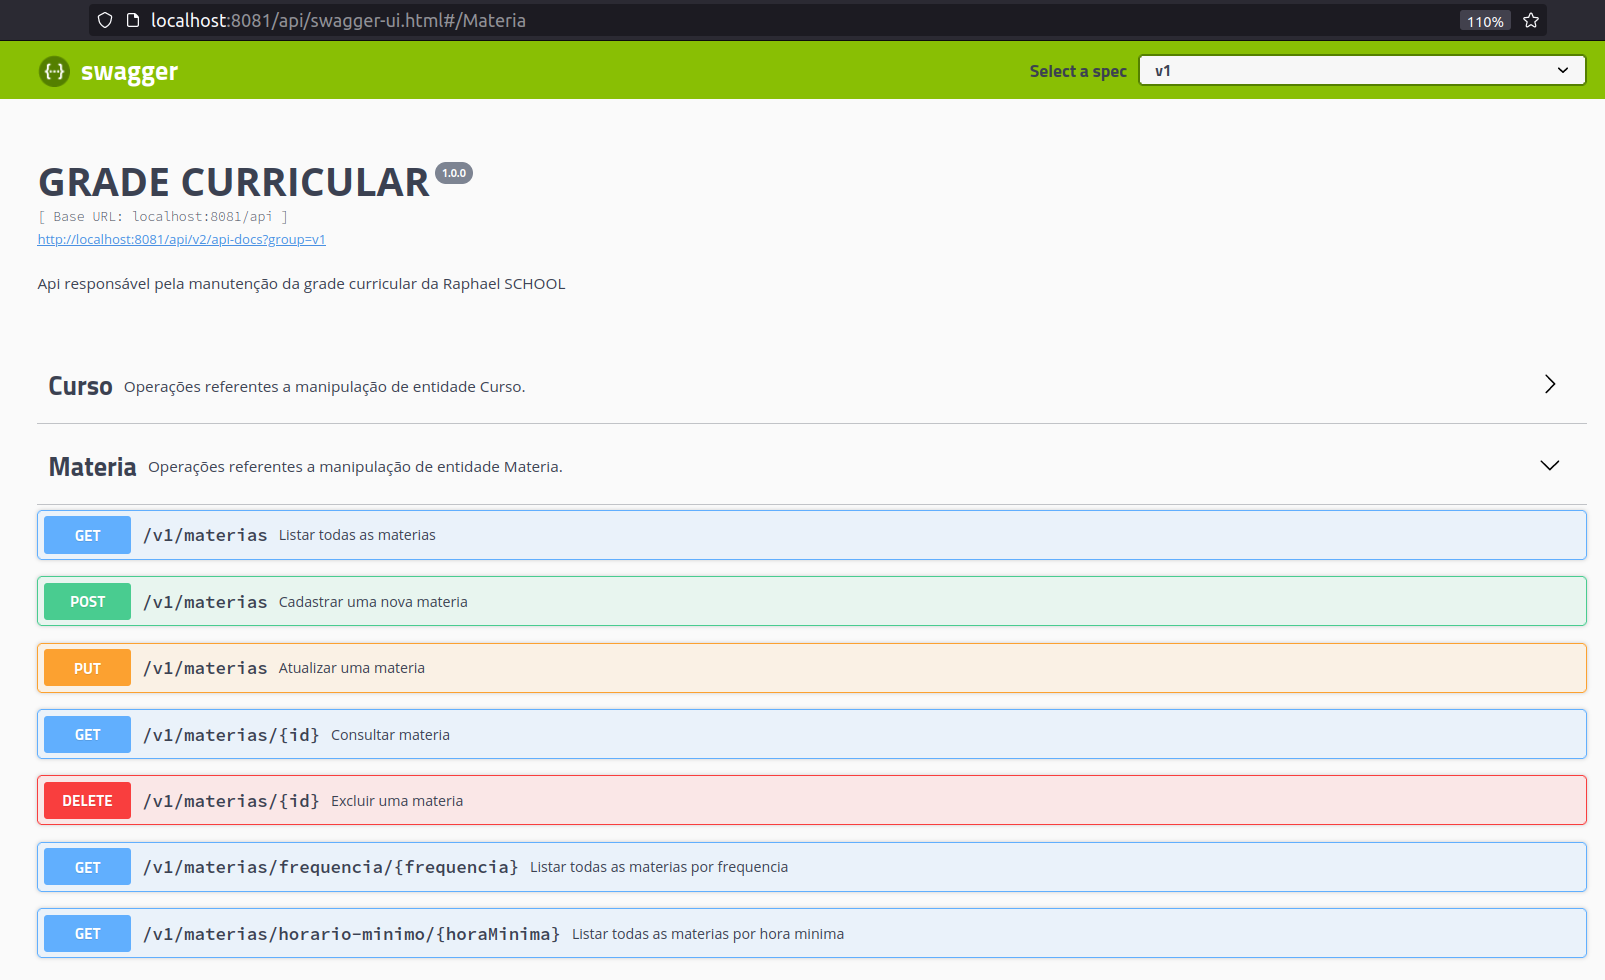 localhost:8081/api/swagger-ui.html#/Materia 110%
swagger Select a spec v1
GRADE CURRICULAR 1.0.0
[ Base URL: localhost:8081/api ]
http://localhost:8081/api/v2/api-docs?group=v1
Api responsável pela manutenção da grade curricular da Raphael SCHOOL
Curso Operações referentes a manipulação de entidade Curso.
Materia Operações referentes a manipulação de entidade Materia.
GET /v1/materias Listar todas as materias
POST /v1/materias Cadastrar uma nova materia
PUT /v1/materias Atualizar uma materia
GET /v1/materias/{id} Consultar materia
DELETE /v1/materias/{id} Excluir uma materia
GET /v1/materias/frequencia/{frequencia} Listar todas as materias por frequencia
GET /v1/materias/horario-minimo/{horaMinima} Listar todas as materias por hora minima